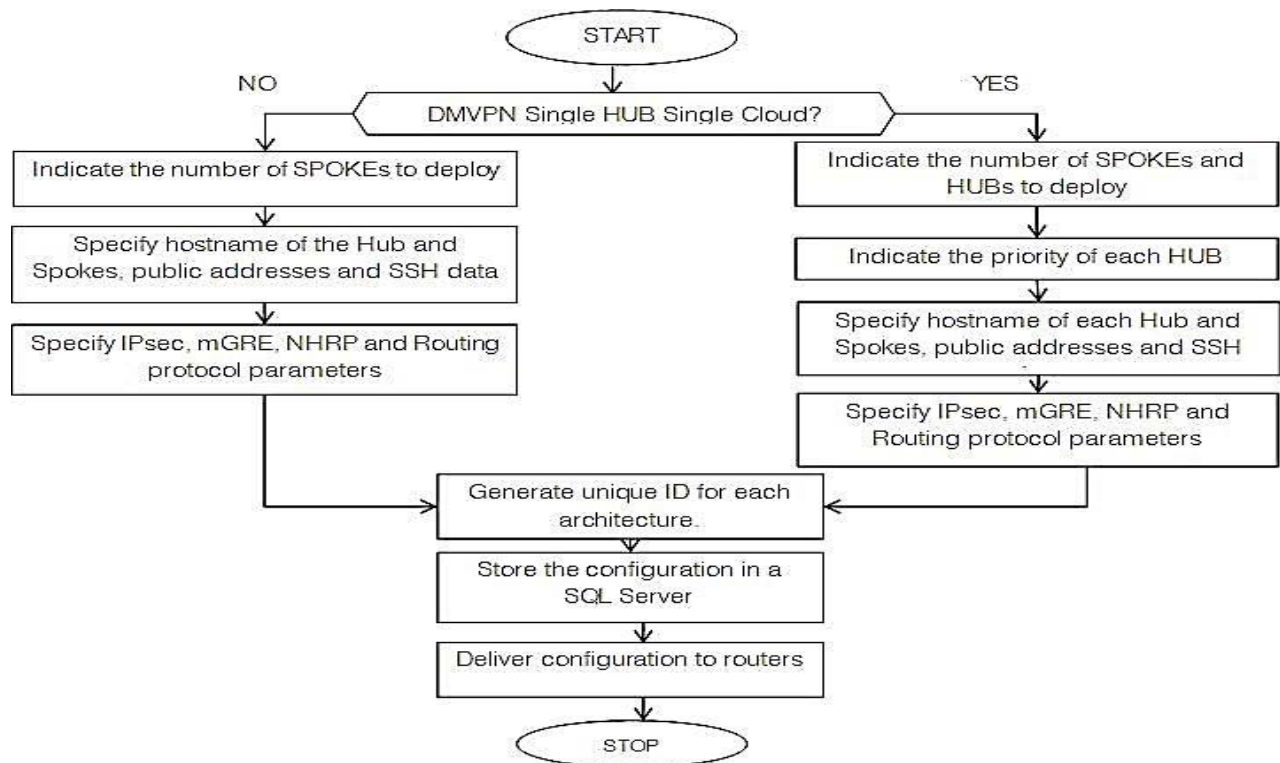 START
NO
YES
DMVPN Single HUB Single Cloud?
Indicate the number of SPOKEs to deploy
Specify hostname of the Hub and
Spokes, public addresses and SSH data
Specify IPsec, mGRE, NHRP and Routing
protocol parameters
Indicate the number of SPOKEs and
HUBs to deploy
Indicate the priority of each HUB
Specify hostname of each Hub and
Spokes, public addresses and SSH
Specify IPsec, mGRE, NHRP and
Routing protocol parameters
Generate unique ID for each
architecture.
Store the configuration in a
SQL Server
Deliver configuration to routers
STOP